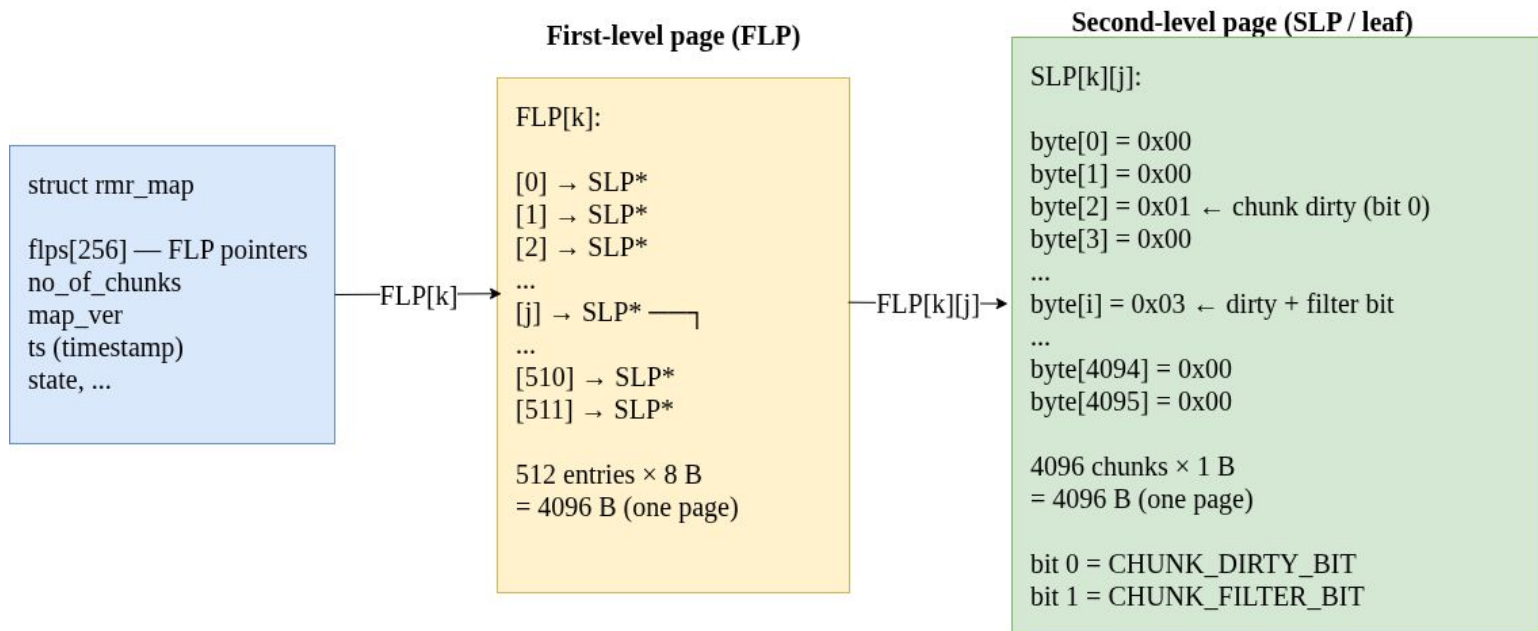 First-level page (FLP)
Second-level page (SLP / leaf)
struct rmr_map
flps[256] — FLP pointers
no_of_chunks
map_ver
ts (timestamp)
state, ...
FLP[k]
FLP[k]:
[0] → SLP*
[1] → SLP*
[2] → SLP*
...
[j] → SLP* ──┐
...
[510] → SLP*
[511] → SLP*
512 entries × 8 B
= 4096 B (one page)
FLP[k][j]
SLP[k][j]:
byte[0] = 0x00
byte[1] = 0x00
byte[2] = 0x01 ← chunk dirty (bit 0)
byte[3] = 0x00
...
byte[i] = 0x03 ← dirty + filter bit
...
byte[4094] = 0x00
byte[4095] = 0x00
4096 chunks × 1 B
= 4096 B (one page)
bit 0 = CHUNK_DIRTY_BIT
bit 1 = CHUNK_FILTER_BIT